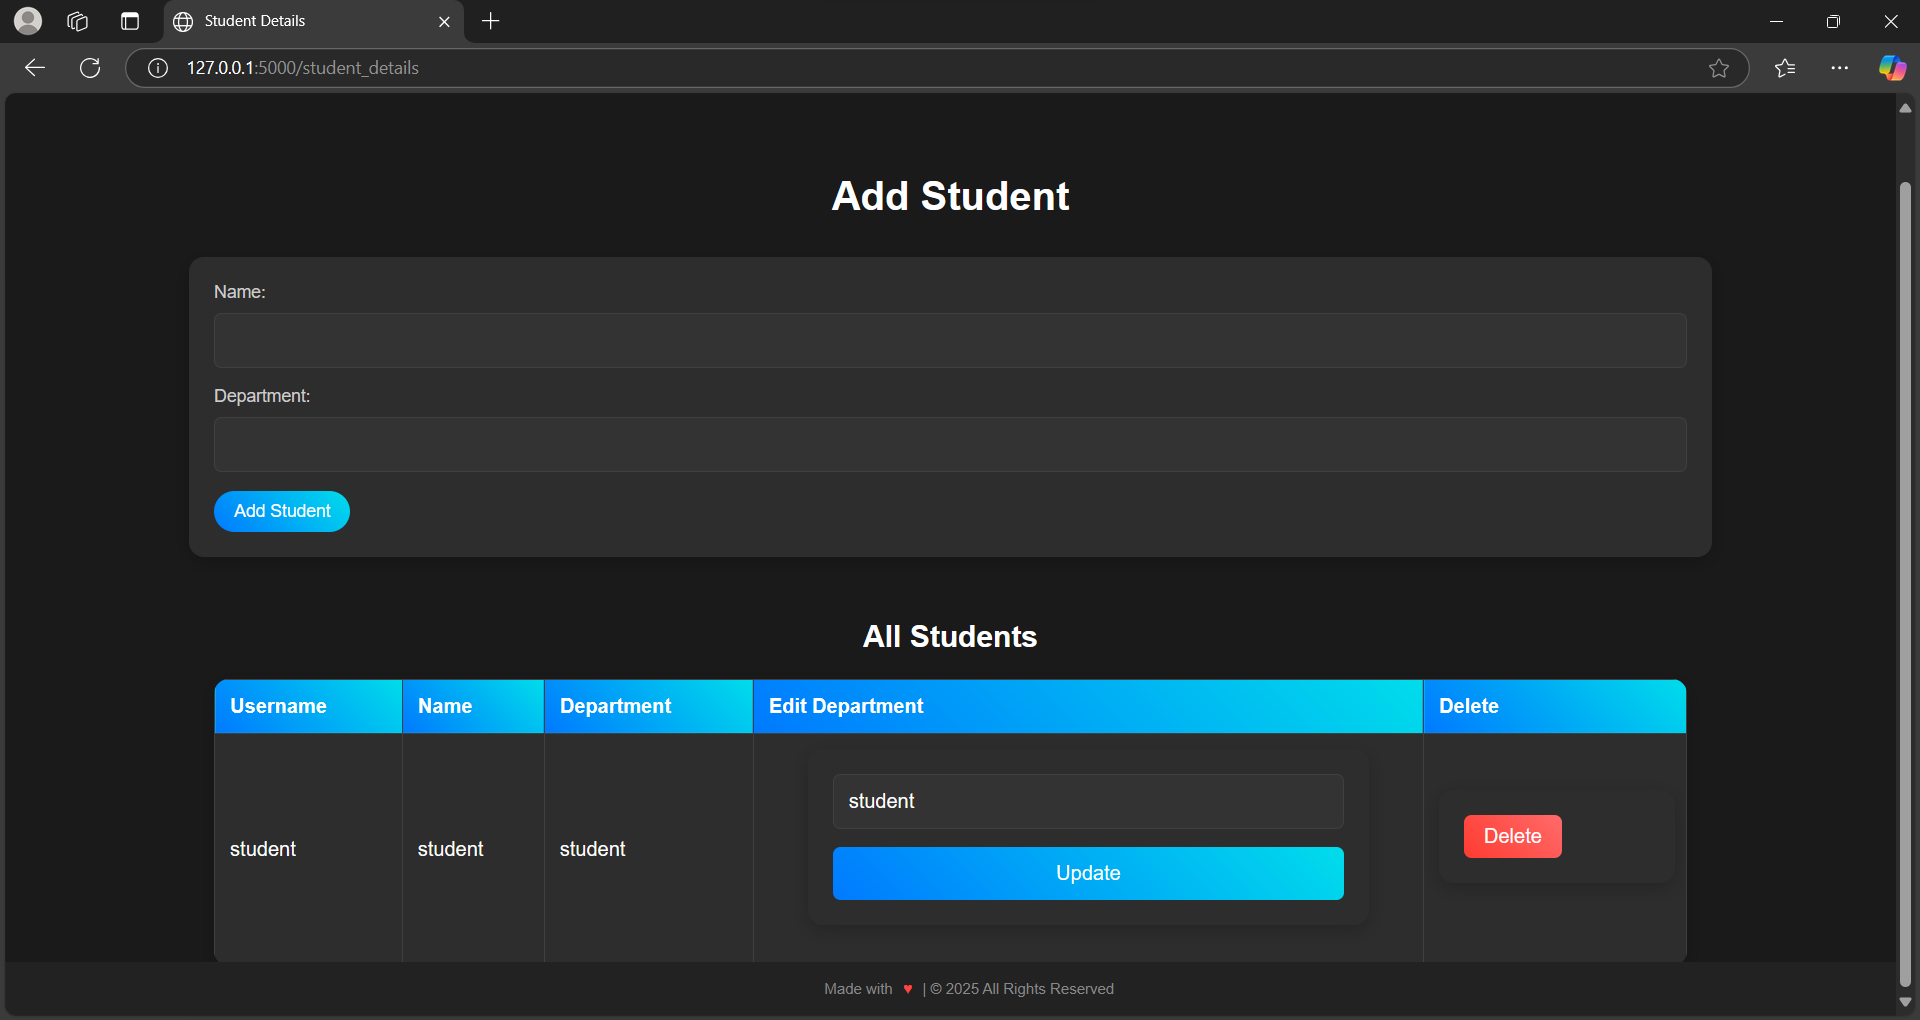 Student Details
127.0.0.1:5000/student_details
Add Student
Name:
Department:
Add Student
All Students
Username Name Department Edit Department Delete
student
student student student Delete
Update
Made with ♥ | © 2025 All Rights Reserved